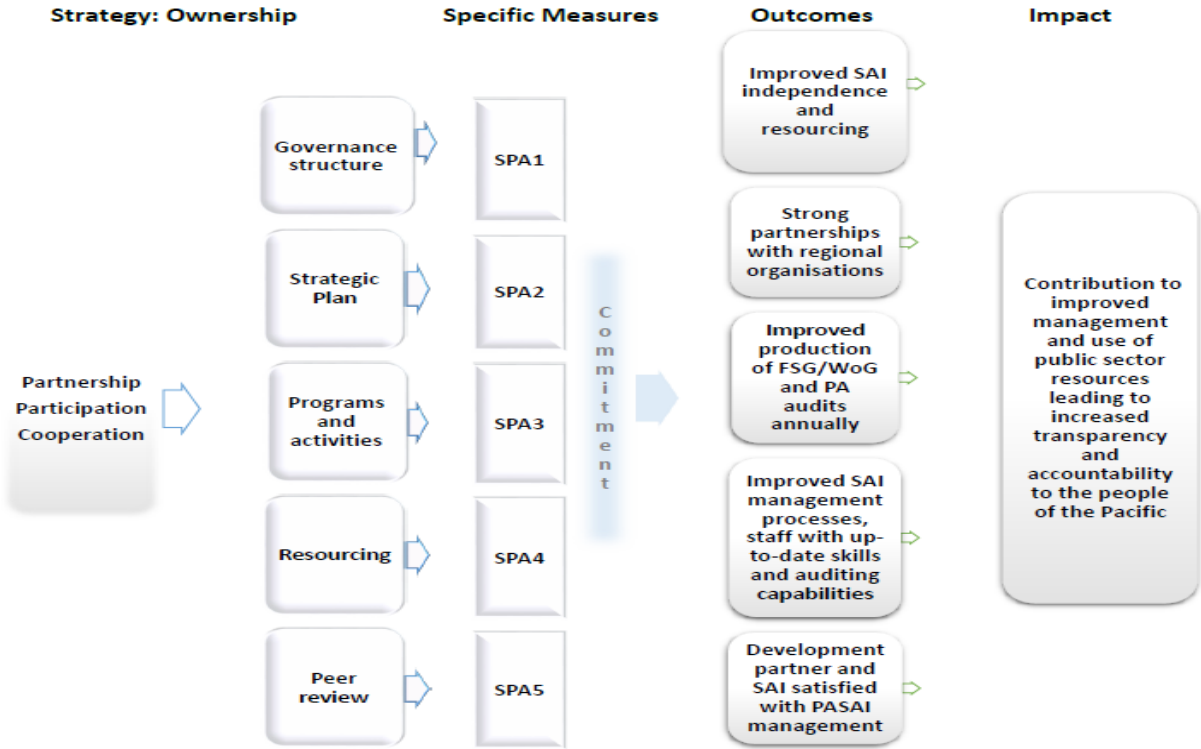 Strategy: Ownership
Specific Measures
Outcomes
Impact
Partnership
Participation
Cooperation
Governance
structure
Strategic
Plan
Programs
and
activities
Resourcing
Peer
review
SPA1
SPA2
SPA3
SPA4
SPA5
Commitment
Improved SAI
independence
and
resourcing
Strong
partnerships
with regional
organisations
Improved
production
of FSG/WoG
and PA
audits
annually
Improved SAI
management
processes,
staff with up-
to-date skills
and auditing
capabilities
Development
partner and
SAI satisfied
with PASAI
management
Contribution to
improved
management
and use of
public sector
resources
leading to
increased
transparency
and
accountability
to the people
of the Pacific